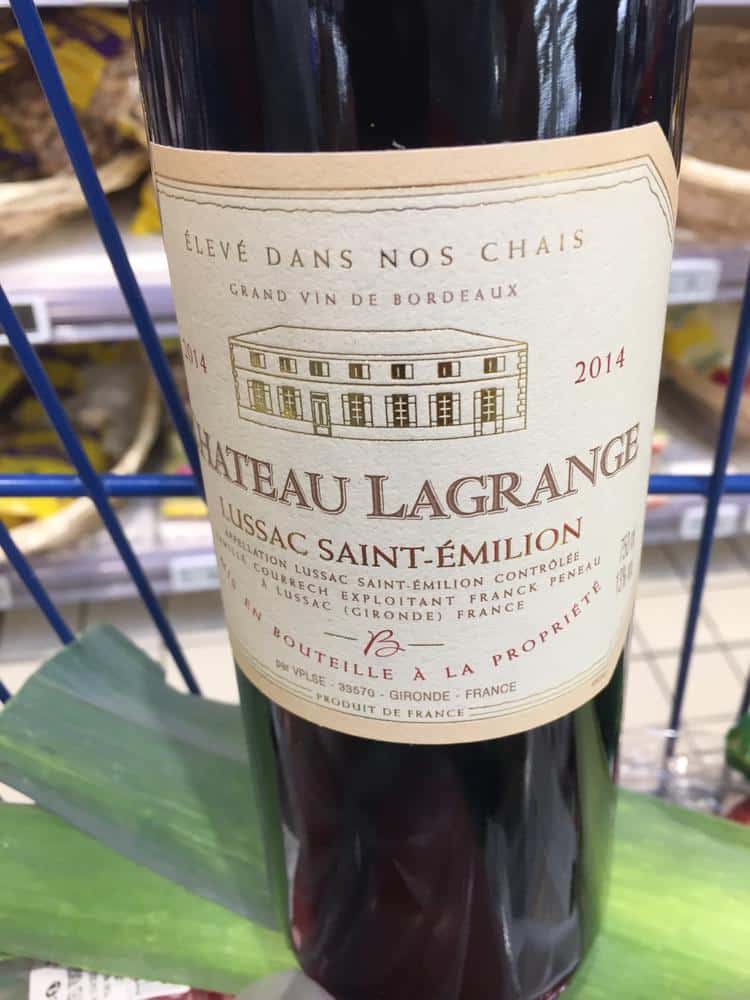 ÉLEVÉ DANS NOS CHAIS
GRAND VIN DE BORDEAUX
2014 2014
HATEAU LAGRANGE
LUSSAC SAINT-ÉMILION
APPELLATION LUSSAC SAINT-ÉMILION CONTRÔLÉE
COURRECH EXPLOITANT FRANCK PENEAU
À LUSSAC (GIRONDE) FRANCE
B
EN BOUTEILLE À LA PROPRIÉTÉ
par VPLSE - 33570 - GIRONDE - FRANCE
PRODUIT DE FRANCE